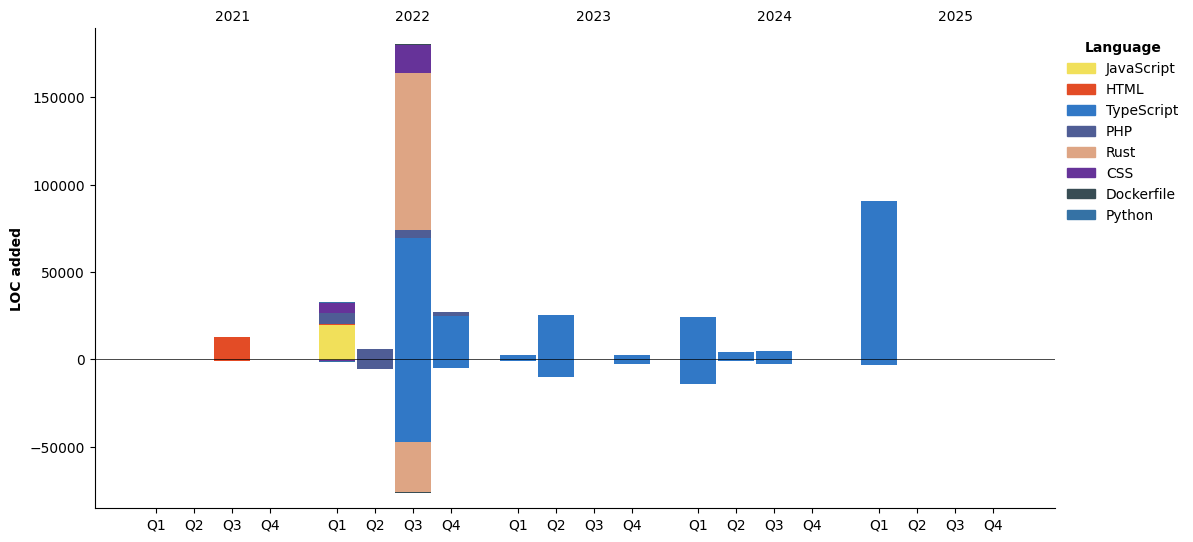 2021 2022 2023 2024 2025
LOC added
150000
100000
50000
0
−50000
Q1 Q2 Q3 Q4 Q1 Q2 Q3 Q4 Q1 Q2 Q3 Q4 Q1 Q2 Q3 Q4 Q1 Q2 Q3 Q4
Language
JavaScript
HTML
TypeScript
PHP
Rust
CSS
Dockerfile
Python